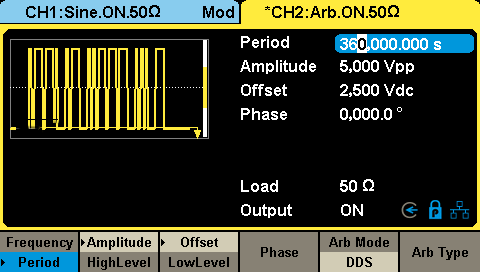 CH1:Sine.ON.50Ω Mod
*CH2:Arb.ON.50Ω
Period 360,000.000 s
Amplitude 5,000 Vpp
Offset 2,500 Vdc
Phase 0,000.0 °
Load 50 Ω
Output ON
Frequency Amplitude Offset Phase Arb Mode Arb Type
Period HighLevel LowLevel DDS